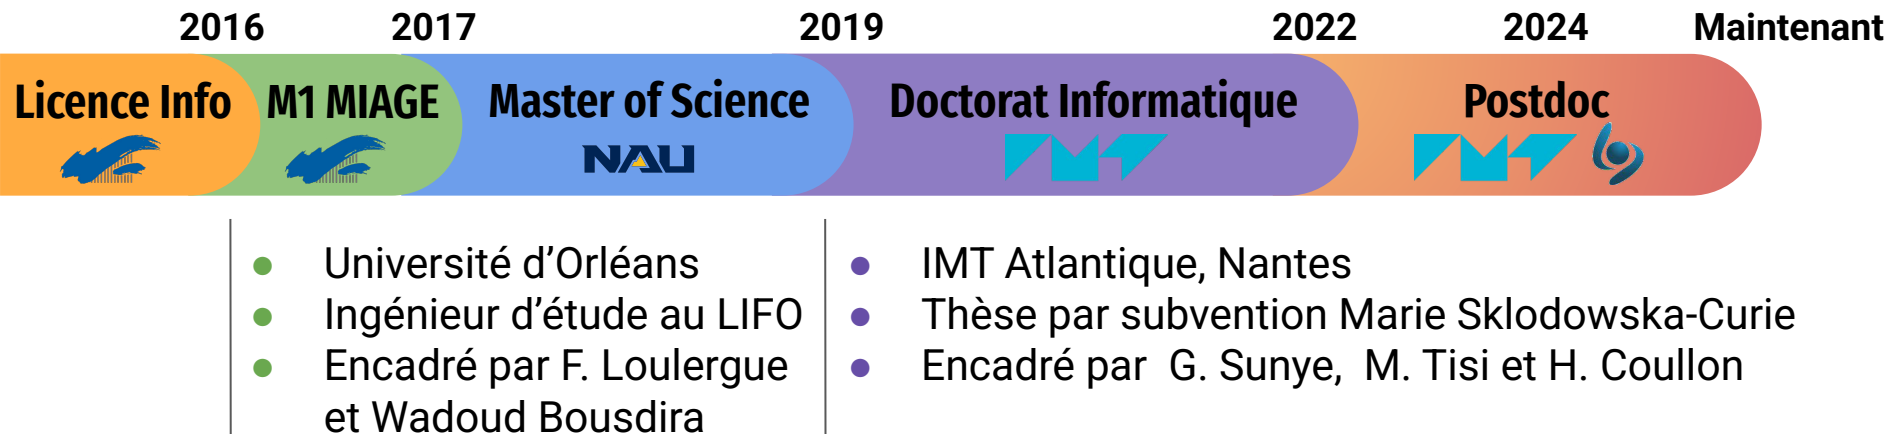 2016 2017 2019 2022 2024 Maintenant
Licence Info M1 MIAGE Master of Science Doctorat Informatique Postdoc
NAU IMT IMT
● Université d’Orléans
● Ingénieur d’étude au LIFO
● Encadré par F. Loulergue
et Wadoud Bousdira
● IMT Atlantique, Nantes
● Thèse par subvention Marie Sklodowska-Curie
● Encadré par G. Sunye, M. Tisi et H. Coullon